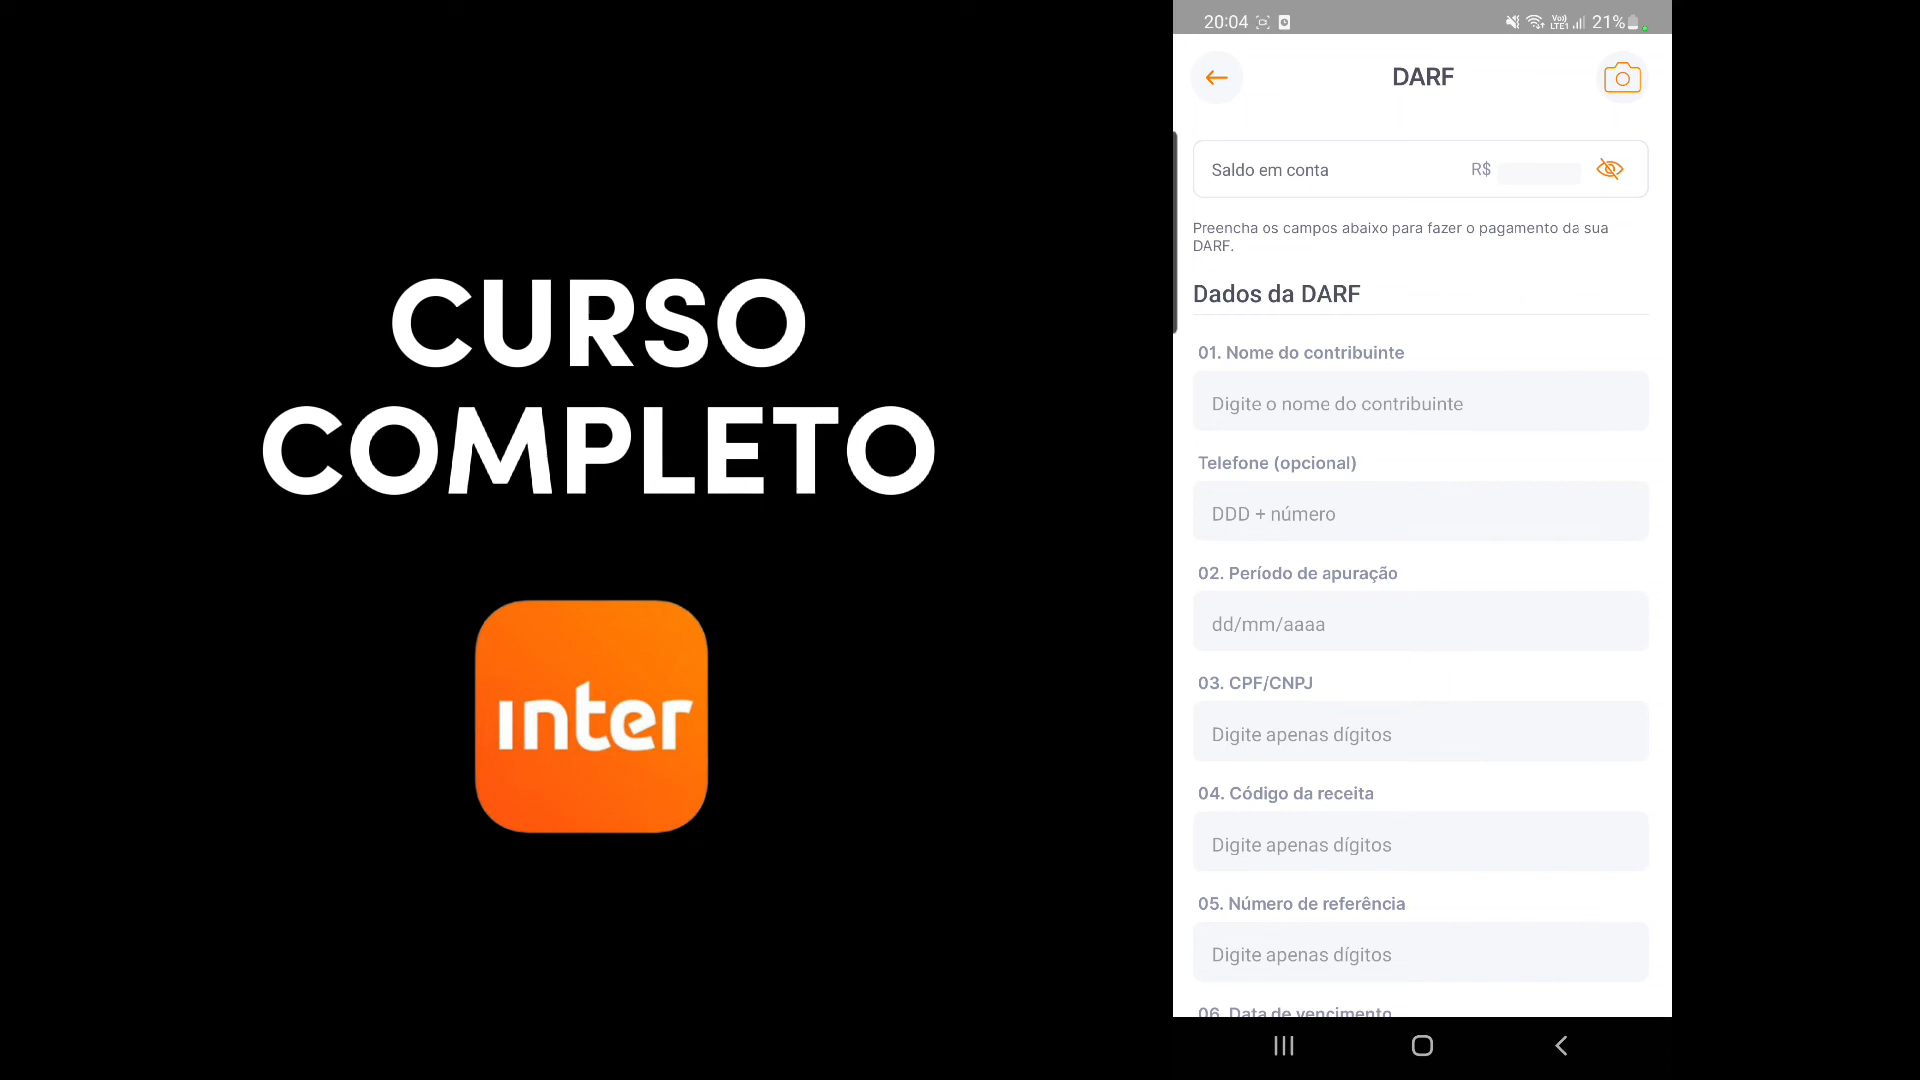 CURSO
COMPLETO
inter
20:04
Vo))
LTE1
21%
DARF
Saldo em conta
R$
Preencha os campos abaixo para fazer o pagamento da sua
DARF.
Dados da DARF
01. Nome do contribuinte
Digite o nome do contribuinte
Telefone (opcional)
DDD + número
02. Período de apuração
dd/mm/aaaa
03. CPF/CNPJ
Digite apenas dígitos
04. Código da receita
Digite apenas dígitos
05. Número de referência
Digite apenas dígitos
06. Data de vencimento